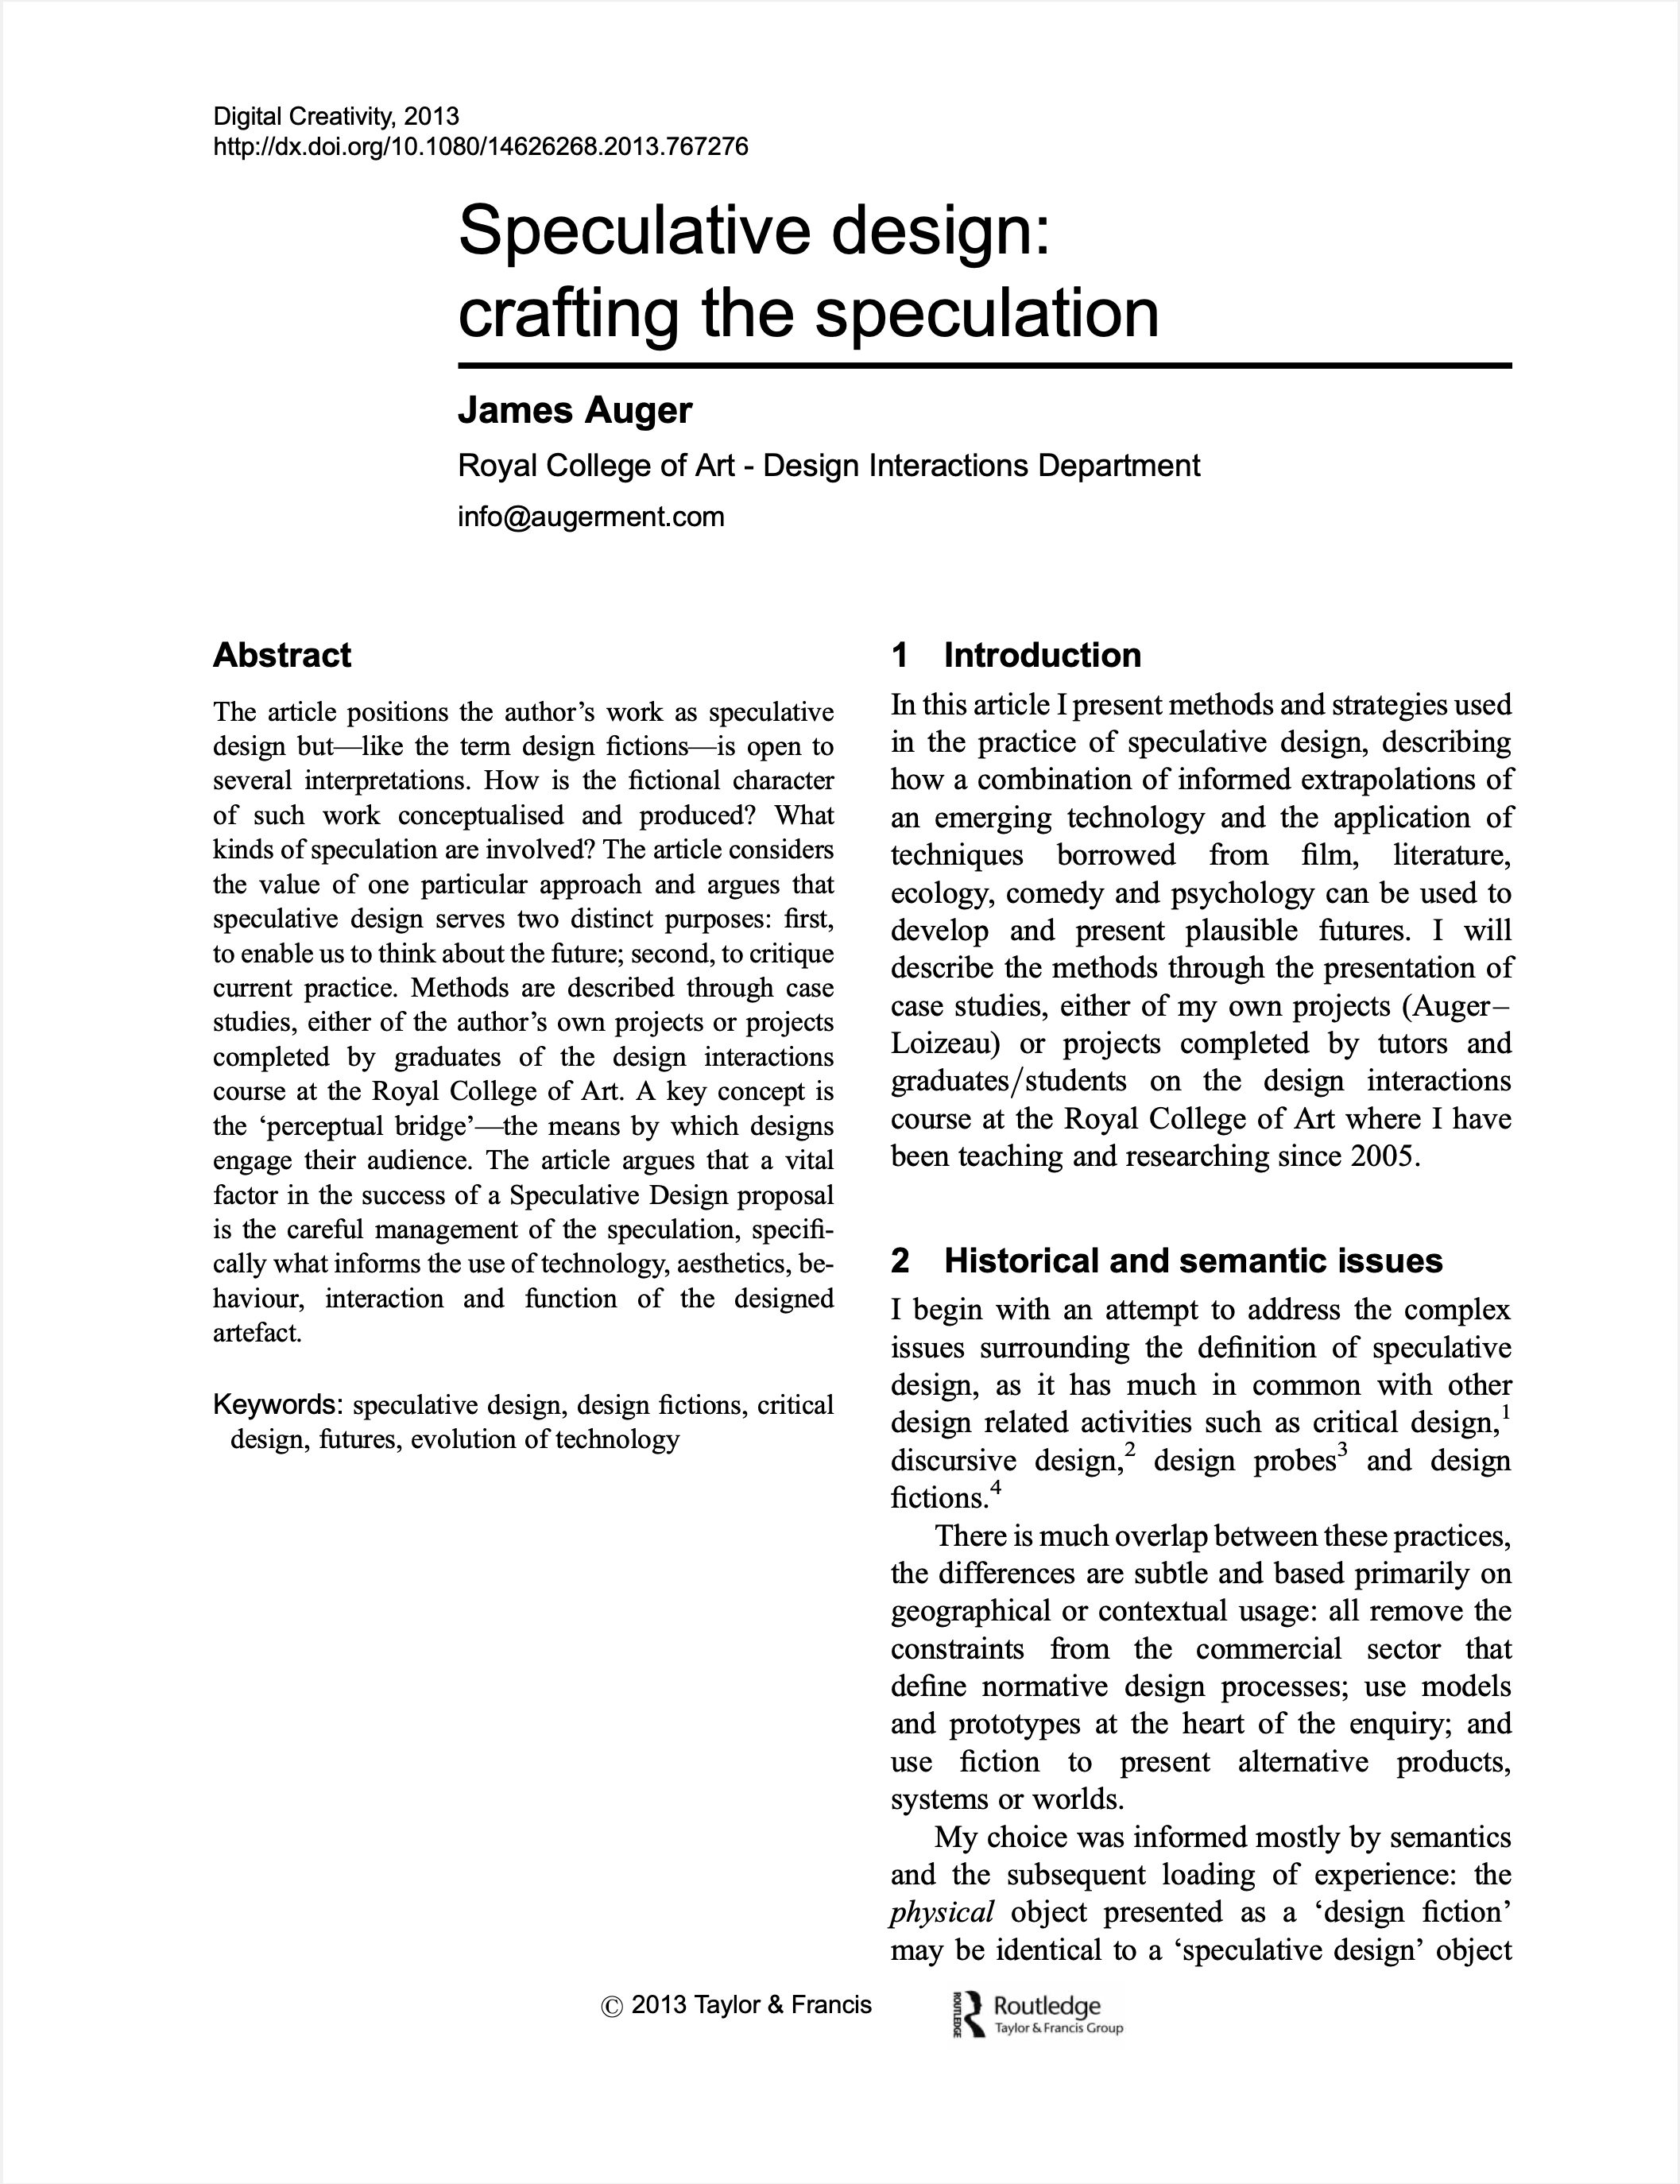 Digital Creativity, 2013
http://dx.doi.org/10.1080/14626268.2013.767276
Speculative design:
crafting the speculation
James Auger
Royal College of Art - Design Interactions Department
info@augerment.com
Abstract
The article positions the author’s work as speculative
design but—like the term design fictions—is open to
several interpretations. How is the fictional character
of such work conceptualised and produced? What
kinds of speculation are involved? The article considers
the value of one particular approach and argues that
speculative design serves two distinct purposes: first,
to enable us to think about the future; second, to critique
current practice. Methods are described through case
studies, either of the author’s own projects or projects
completed by graduates of the design interactions
course at the Royal College of Art. A key concept is
the ‘perceptual bridge’—the means by which designs
engage their audience. The article argues that a vital
factor in the success of a Speculative Design proposal
is the careful management of the speculation, specifi-
cally what informs the use of technology, aesthetics, be-
haviour, interaction and function of the designed
artefact.
Keywords: speculative design, design fictions, critical
design, futures, evolution of technology
1 Introduction
In this article I present methods and strategies used
in the practice of speculative design, describing
how a combination of informed extrapolations of
an emerging technology and the application of
techniques borrowed from film, literature,
ecology, comedy and psychology can be used to
develop and present plausible futures. I will
describe the methods through the presentation of
case studies, either of my own projects (Auger–
Loizeau) or projects completed by tutors and
graduates/students on the design interactions
course at the Royal College of Art where I have
been teaching and researching since 2005.
2 Historical and semantic issues
I begin with an attempt to address the complex
issues surrounding the definition of speculative
design, as it has much in common with other
design related activities such as critical design,1
discursive design,2 design probes3 and design
fictions.4
There is much overlap between these practices,
the differences are subtle and based primarily on
geographical or contextual usage: all remove the
constraints from the commercial sector that
define normative design processes; use models
and prototypes at the heart of the enquiry; and
use fiction to present alternative products,
systems or worlds.
My choice was informed mostly by semantics
and the subsequent loading of experience: the
physical object presented as a ‘design fiction’
may be identical to a ‘speculative design’ object
© 2013 Taylor & Francis
ROUTLEDGE
Routledge
Taylor & Francis Group